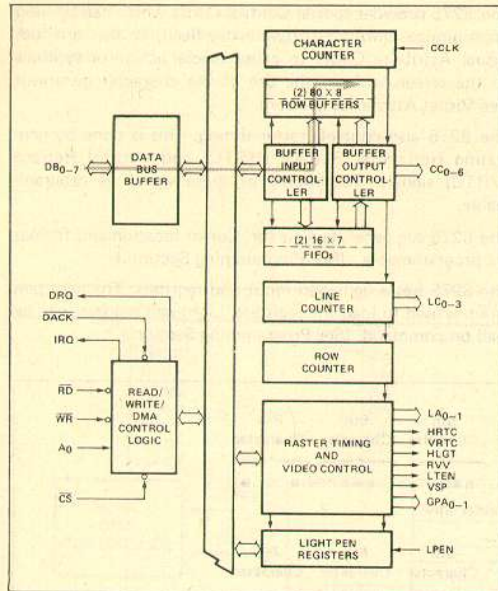 CHARACTER
COUNTER
CCLK
(2) 80 X 8
ROW BUFFERS
DB0-7
DATA
BUS
BUFFER
BUFFER
INPUT
CONTROL-
LER
BUFFER
OUTPUT
CONTROL-
LER
CC0-6
(2) 16 X 7
FIFOs
DRQ
DACK
IRQ
RD
WR
A0
CS
READ/
WRITE/
DMA
CONTROL
LOGIC
LINE
COUNTER
LC0-3
ROW
COUNTER
RASTER TIMING
AND
VIDEO CONTROL
LA0-1
HRTC
VRTC
HLGT
RVV
LTEN
VSP
GPA0-1
LIGHT PEN
REGISTERS
LPEN